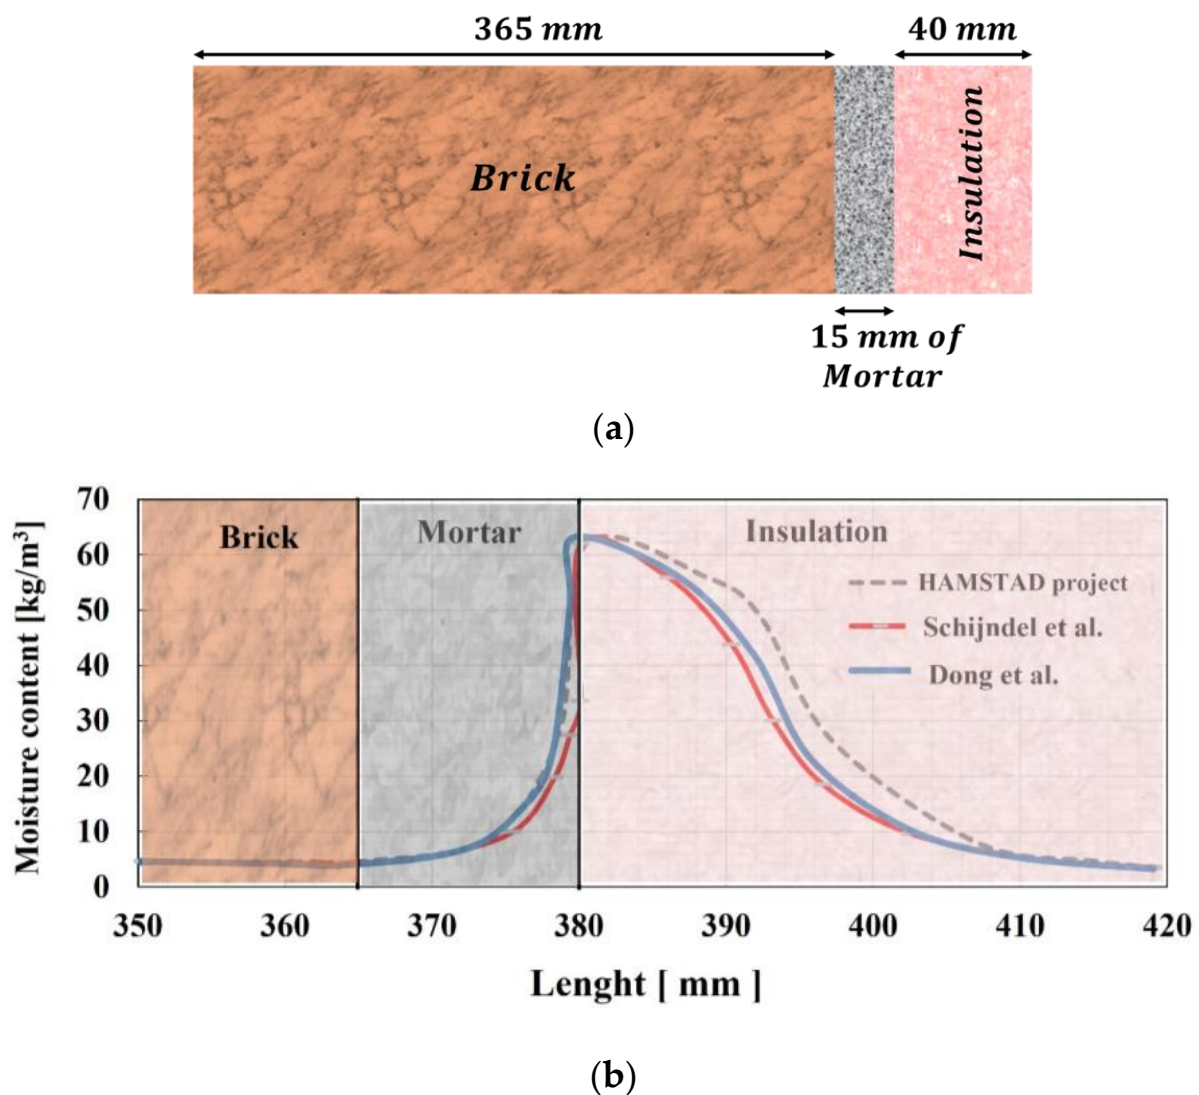 365 mm
40 mm
Brick
Insulation
15 mm of
Mortar
(a)
Moisture content [kg/m³]
70
60
50
40
30
20
10
0
Brick
Mortar
Insulation
HAMSTAD project
Schijndel et al.
Dong et al.
350 360 370 380 390 400 410 420
Lenght [ mm ]
(b)